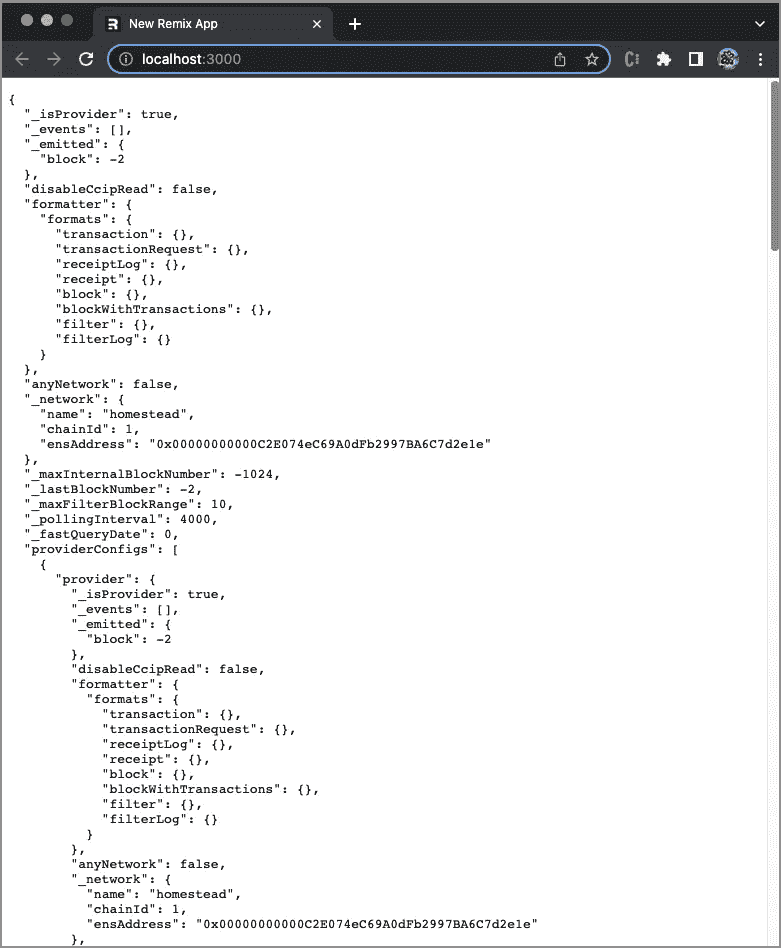 New Remix App
localhost:3000
{
  "_isProvider": true,
  "_events": [],
  "_emitted": {
    "block": -2
  },
  "disableCcipRead": false,
  "formatter": {
    "formats": {
      "transaction": {},
      "transactionRequest": {},
      "receiptLog": {},
      "receipt": {},
      "block": {},
      "blockWithTransactions": {},
      "filter": {},
      "filterLog": {}
    }
  },
  "anyNetwork": false,
  "_network": {
    "name": "homestead",
    "chainId": 1,
    "ensAddress": "0x00000000000C2E074eC69A0dFb2997BA6C7d2e1e"
  },
  "_maxInternalBlockNumber": -1024,
  "_lastBlockNumber": -2,
  "_maxFilterBlockRange": 10,
  "_pollingInterval": 4000,
  "_fastQueryDate": 0,
  "providerConfigs": [
    {
      "provider": {
        "_isProvider": true,
        "_events": [],
        "_emitted": {
          "block": -2
        },
        "disableCcipRead": false,
        "formatter": {
          "formats": {
            "transaction": {},
            "transactionRequest": {},
            "receiptLog": {},
            "receipt": {},
            "block": {},
            "blockWithTransactions": {},
            "filter": {},
            "filterLog": {}
          }
        },
        "anyNetwork": false,
        "_network": {
          "name": "homestead",
          "chainId": 1,
          "ensAddress": "0x00000000000C2E074eC69A0dFb2997BA6C7d2e1e"
        },